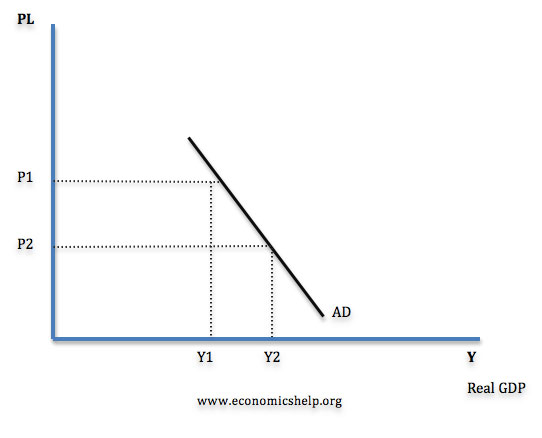 PL
P1
P2
AD
Y1 Y2 Y
Real GDP
www.economicshelp.org